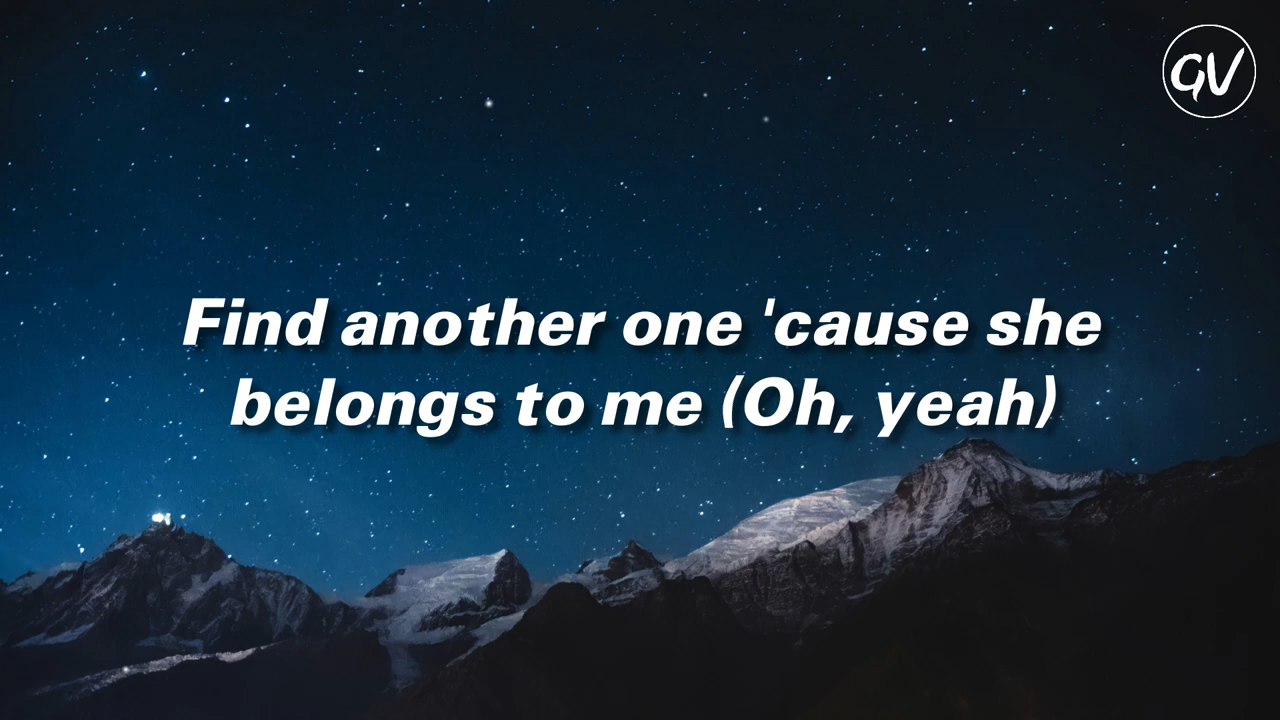 GV
Find another one 'cause she
belongs to me (Oh, yeah)